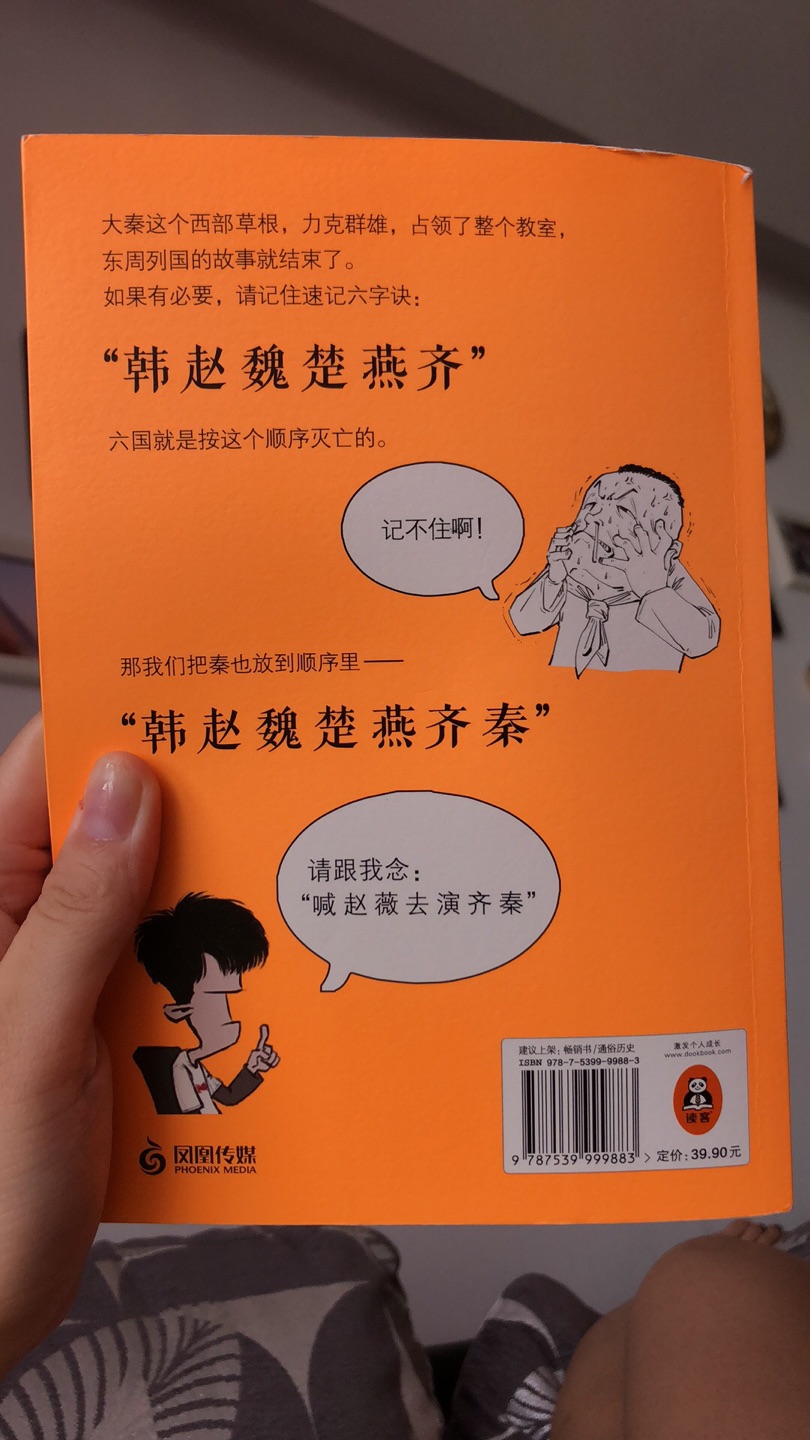 大秦这个西部草根，力克群雄，占领了整个教室，
东周列国的故事就结束了。
如果有必要，请记住速记六字诀：
“韩赵魏楚燕齐”
六国就是按这个顺序灭亡的。
记不住啊！
那我们把秦也放到顺序里——
“韩赵魏楚燕齐秦”
请跟我念：
“喊赵薇去演齐秦”
凤凰传媒
PHOENIX MEDIA
建议上架：畅销书/通俗历史
ISBN 978-7-5399-9988-3
9 787539 999883 >
激发个人成长
www.dookbook.com
读客
定价：39.90元